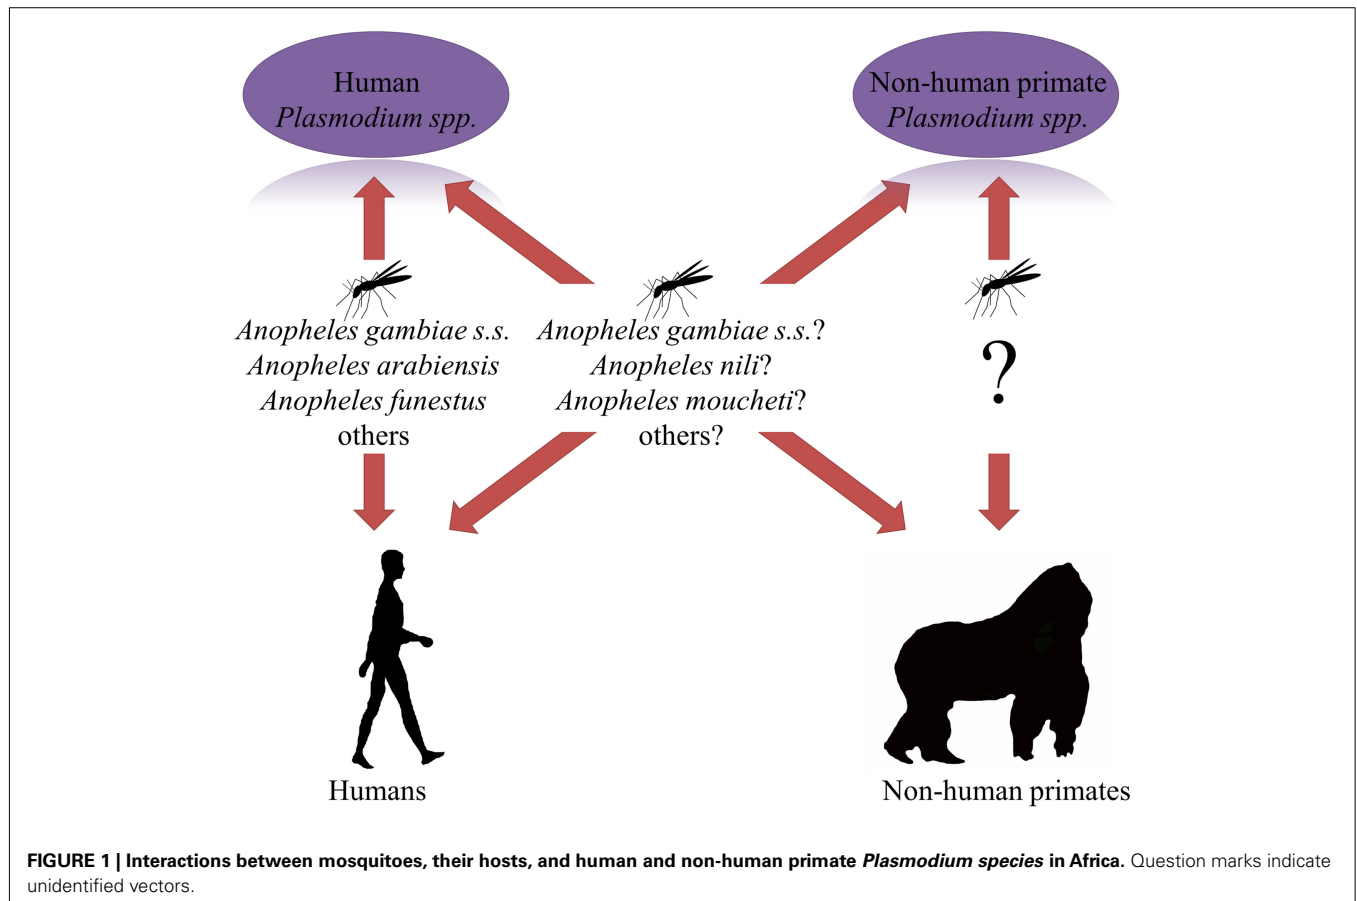 Human
Plasmodium spp.
Non-human primate
Plasmodium spp.
Anopheles gambiae s.s.
Anopheles arabiensis
Anopheles funestus
others
Anopheles gambiae s.s.?
Anopheles nili?
Anopheles moucheti?
others?
?
Humans
Non-human primates
FIGURE 1 | Interactions between mosquitoes, their hosts, and human and non-human primate Plasmodium species in Africa. Question marks indicate
unidentified vectors.